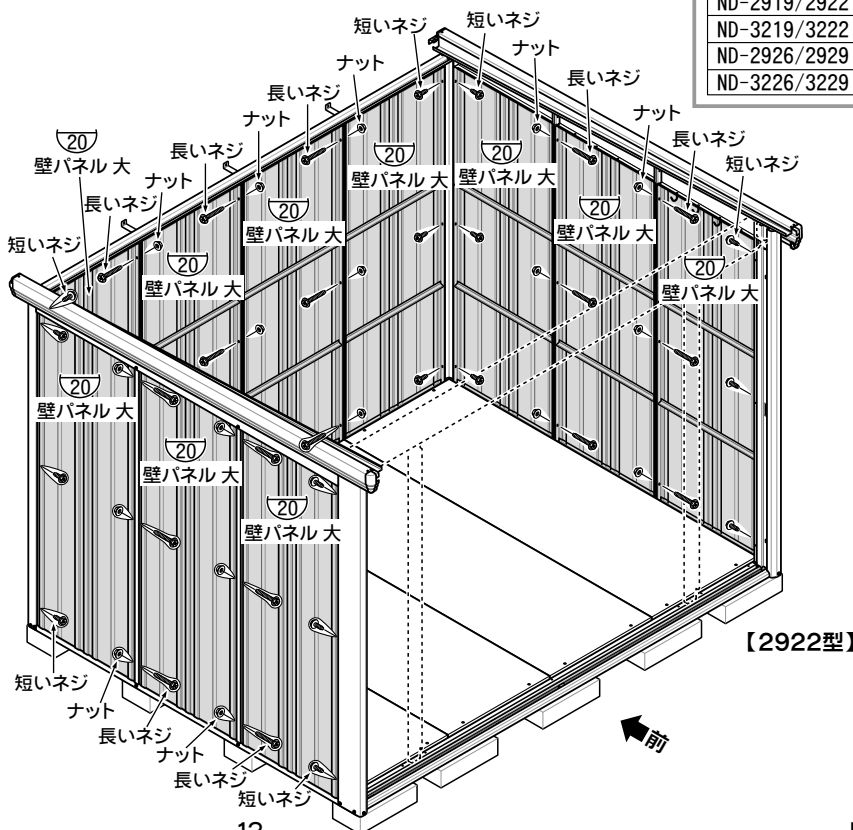 ND-2919/2922
ND-3219/3222
ND-2926/2929
ND-3226/3229
短いネジ
短いネジ
ナット
ナット
長いネジ
長いネジ
ナット
ナット
長いネジ
長いネジ
短いネジ
ナット
長いネジ
短いネジ
20
壁パネル 大
20
壁パネル 大
20
壁パネル 大
20
壁パネル 大
20
壁パネル 大
20
壁パネル 大
20
壁パネル 大
20
壁パネル 大
20
壁パネル 大
20
壁パネル 大
短いネジ
ナット
長いネジ
ナット
長いネジ
短いネジ
【2922型】
前